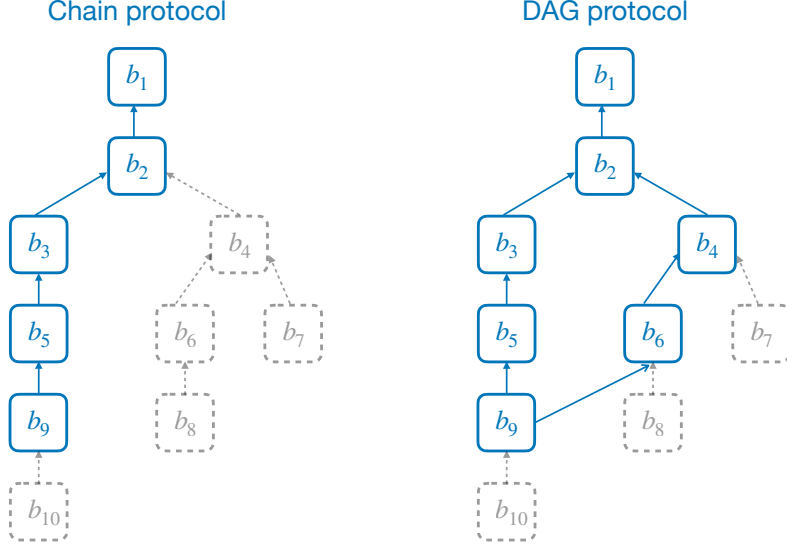 Chain protocol
b1
b2
b3
b4
b5
b6
b7
b9
b8
b10
DAG protocol
b1
b2
b3
b4
b5
b6
b7
b9
b8
b10